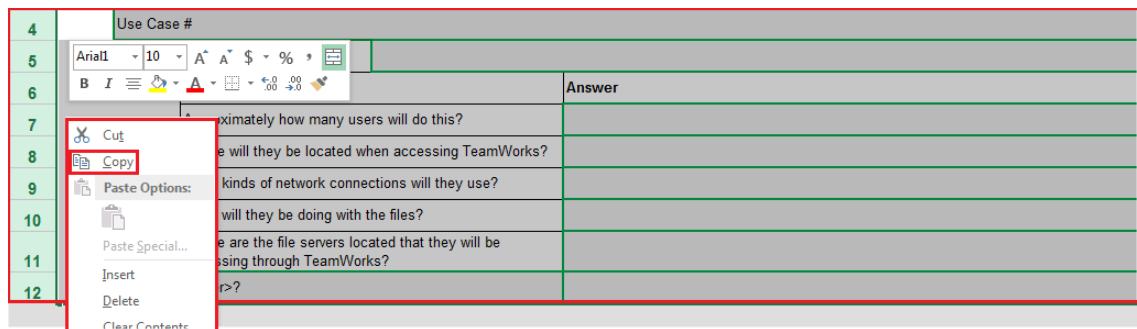 4 Use Case #
5 Arial1 10 A A $ % ,
B I A .00 .00
6 Answer
7 ximately how many users will do this?
Cut
8 e will they be located when accessing TeamWorks?
Copy
9 kinds of network connections will they use?
Paste Options:
10 will they be doing with the files?
Paste Special...
e are the file servers located that they will be
11 ssing through TeamWorks?
Insert
12 r>?
Delete
Clear Contents